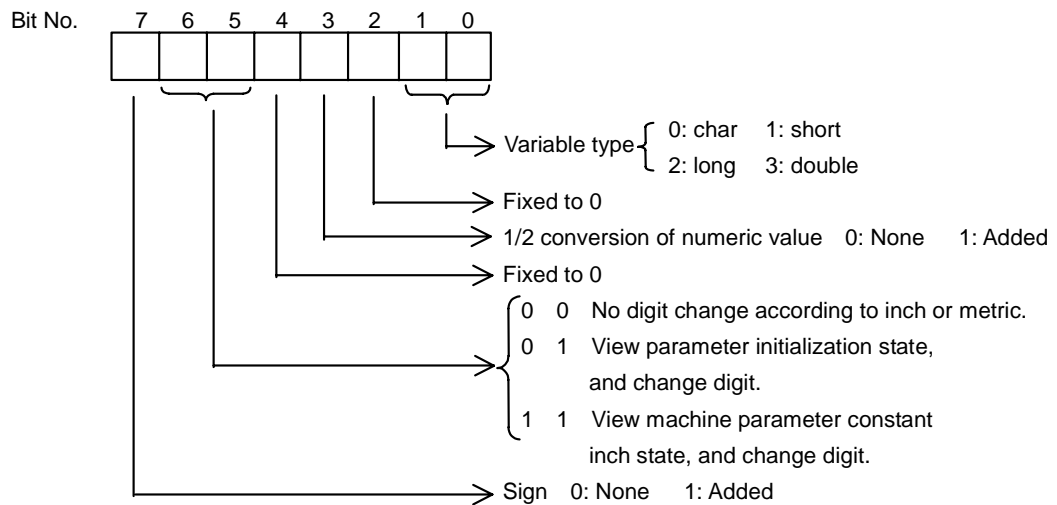 Bit No. 7 6 5 4 3 2 1 0
Variable type 0: char 1: short
2: long 3: double
Fixed to 0
1/2 conversion of numeric value 0: None 1: Added
Fixed to 0
0 0 No digit change according to inch or metric.
0 1 View parameter initialization state,
and change digit.
1 1 View machine parameter constant
inch state, and change digit.
Sign 0: None 1: Added